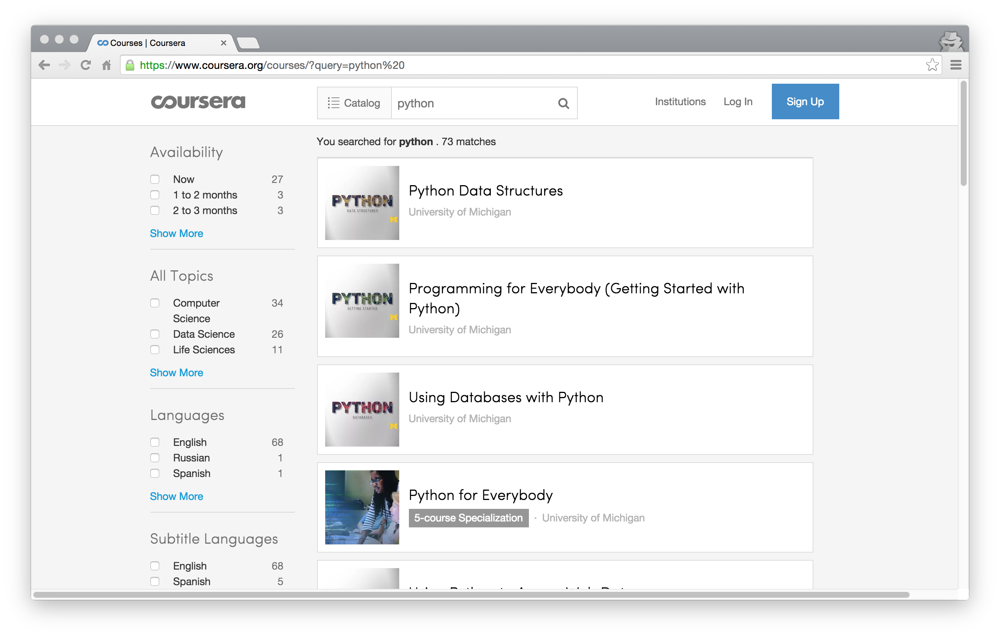 Courses | Coursera
https://www.coursera.org/courses/?query=python%20
coursera
Catalog
python
Institutions
Log In
Sign Up
You searched for python . 73 matches
Availability
Now 27
1 to 2 months 3
2 to 3 months 3
Show More
All Topics
Computer 34
Science
Data Science 26
Life Sciences 11
Show More
Languages
English 68
Russian 1
Spanish 1
Show More
Subtitle Languages
English 68
Spanish 5
PYTHON
DATA STRUCTURES
M
Python Data Structures
University of Michigan
PYTHON
GETTING STARTED
M
Programming for Everybody (Getting Started with
Python)
University of Michigan
PYTHON
DATABASES
M
Using Databases with Python
University of Michigan
Python for Everybody
5-course Specialization · University of Michigan